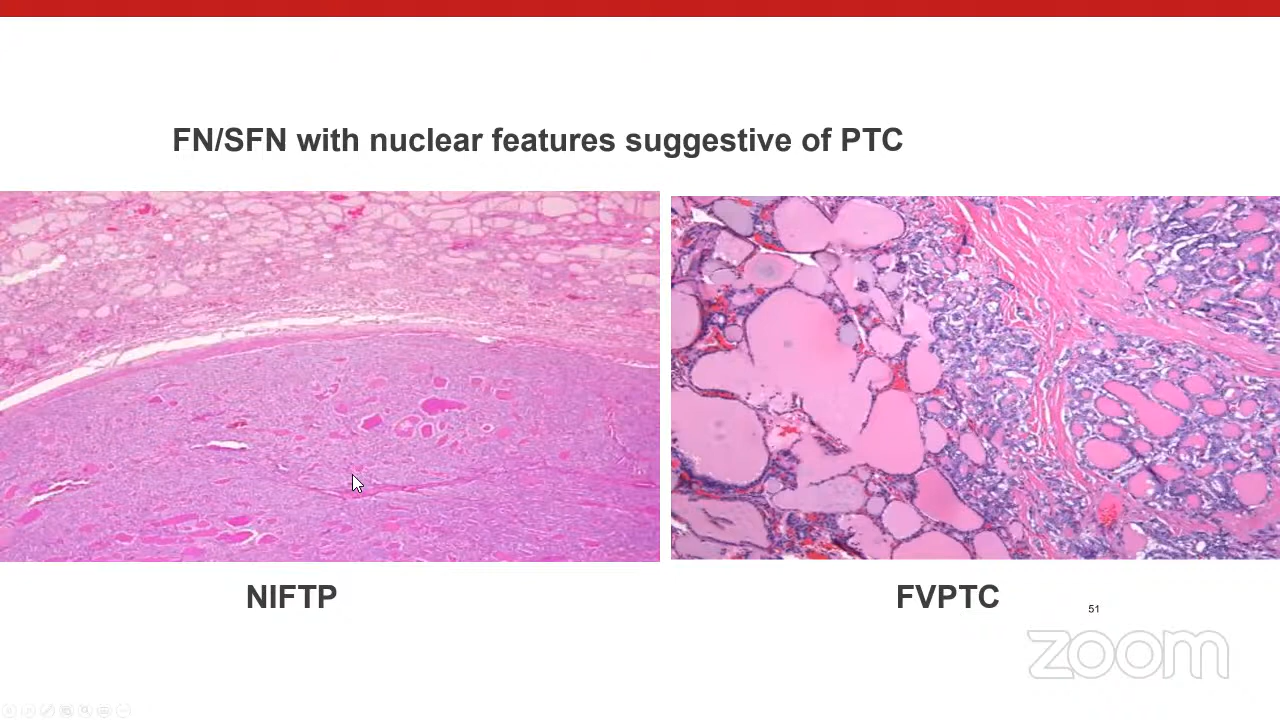 FN/SFN with nuclear features suggestive of PTC
NIFTP
FVPTC
51
zoom